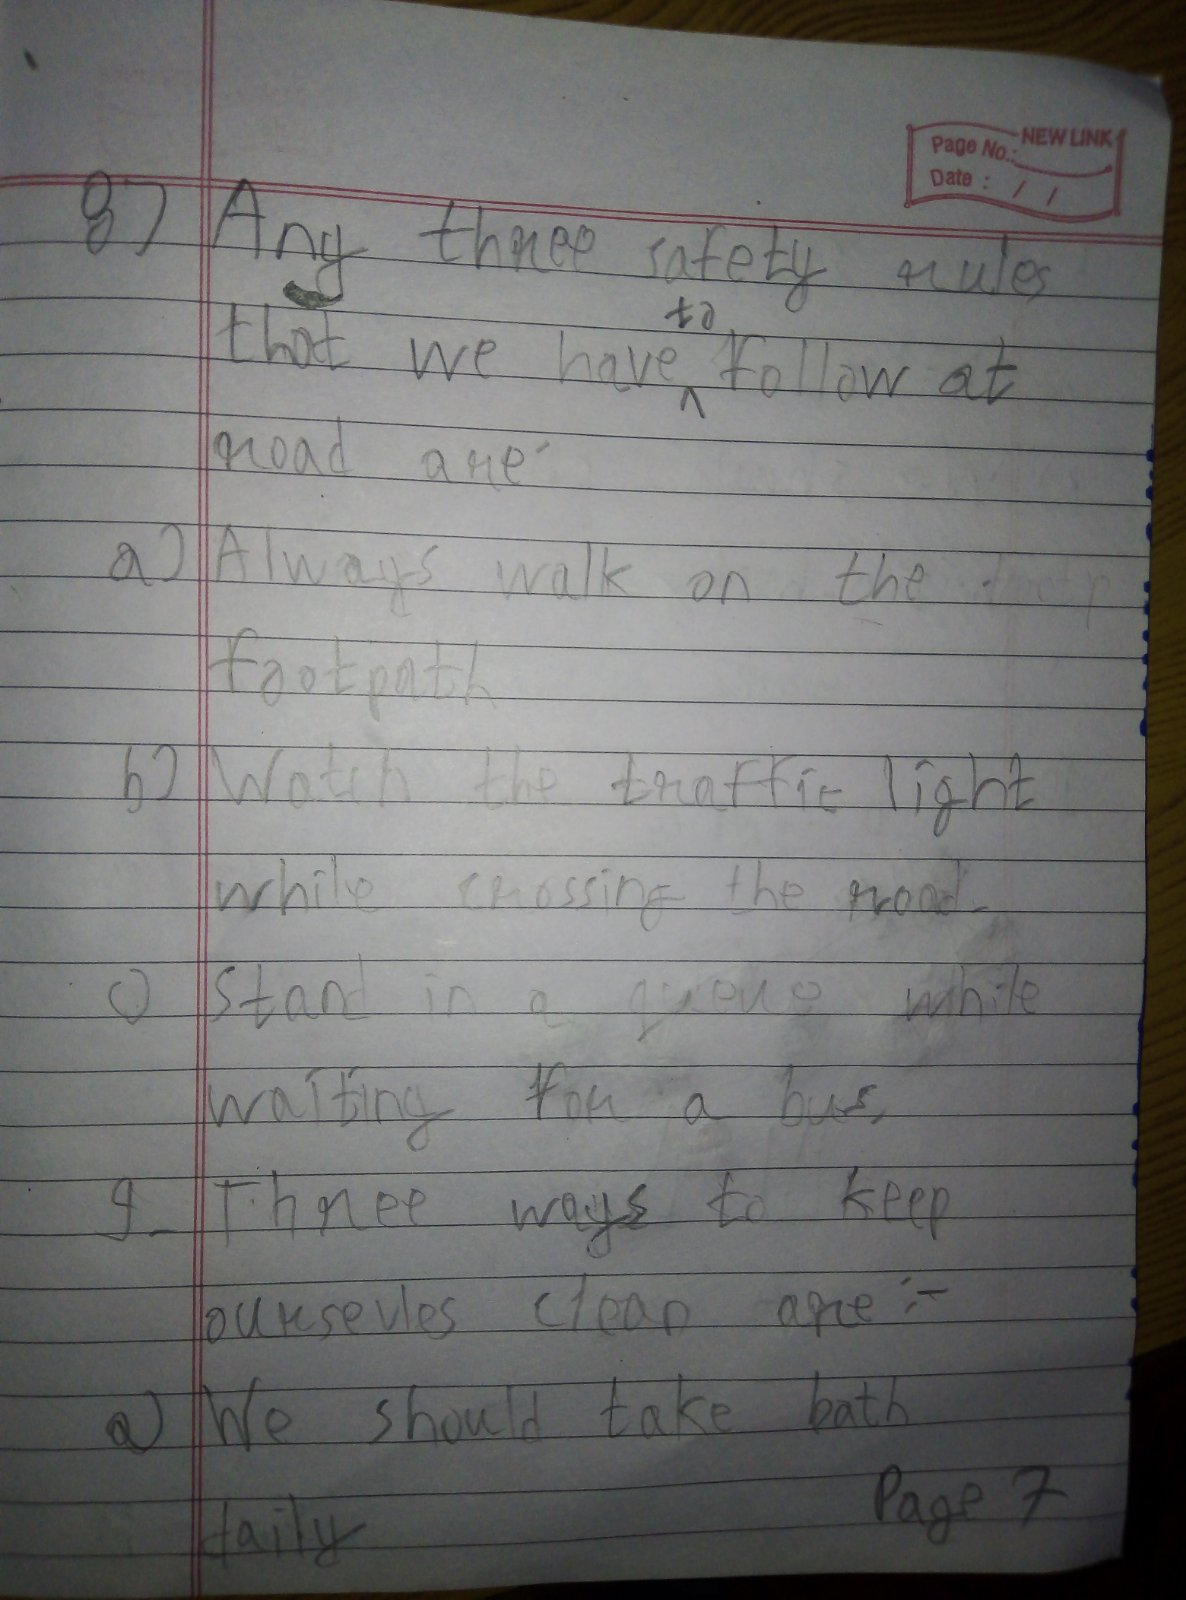 NEW LINK
Page No.:
Date : / /
8) Any three safety rules
that we have to follow at
road are:
a) Always walk on the
footpath
b) Watch the traffic light
while crossing the road.
c) Stand in a queue while
waiting for a bus.
9- Three ways to keep
oursevles clean are:-
a) We should take bath
daily
Page 7